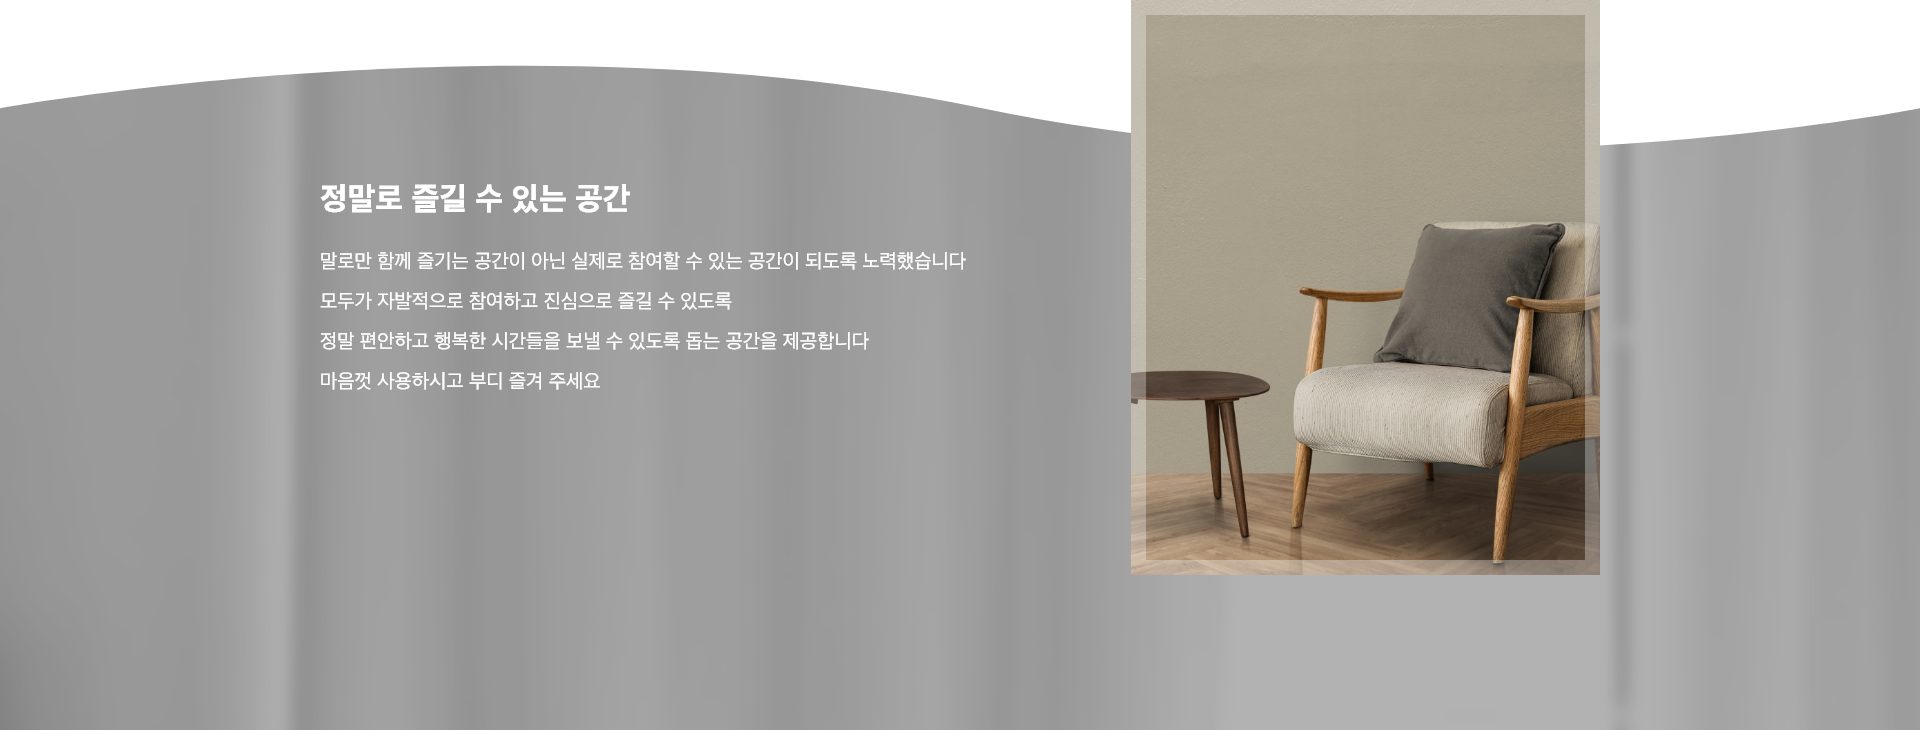 정말로 즐길 수 있는 공간
말로만 함께 즐기는 공간이 아닌 실제로 참여할 수 있는 공간이 되도록 노력했습니다
모두가 자발적으로 참여하고 진심으로 즐길 수 있도록
정말 편안하고 행복한 시간들을 보낼 수 있도록 돕는 공간을 제공합니다
마음껏 사용하시고 부디 즐겨 주세요